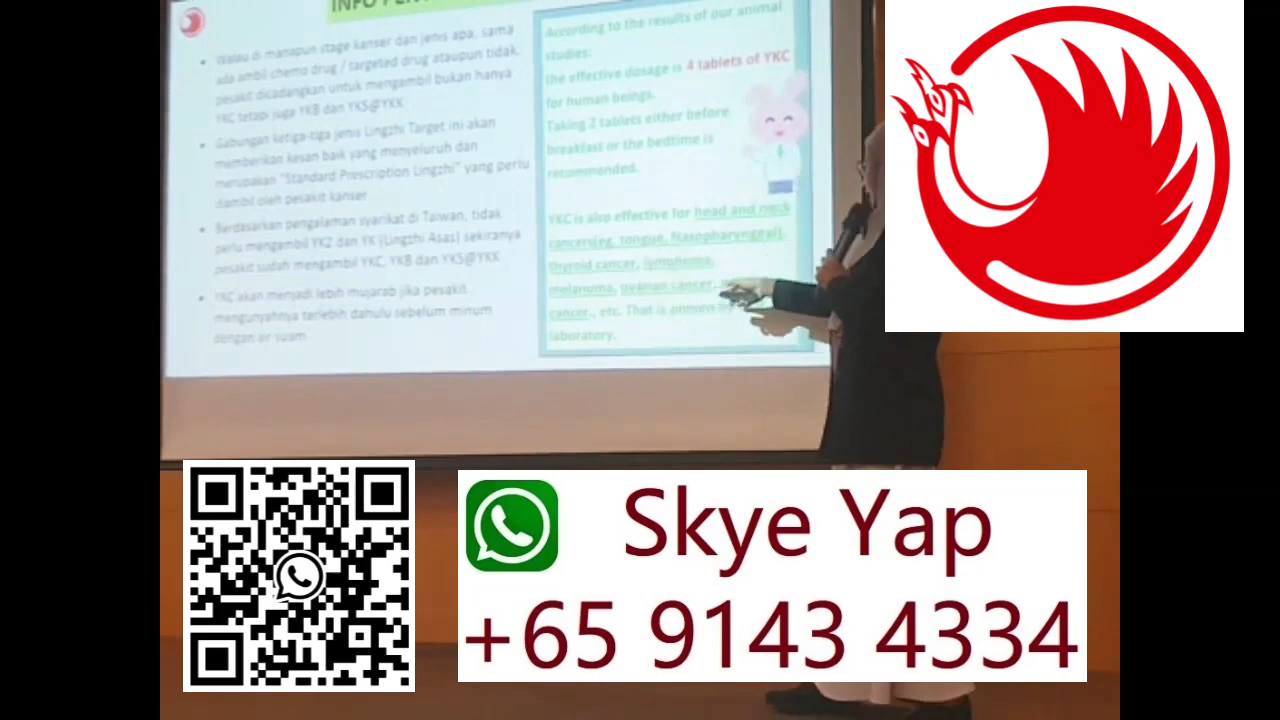 INFO PEN
Walau di manapun stage kanser dan jenis apa, sama
ada ambil chemo drug / targeted drug ataupun tidak,
pesakit dicadangkan untuk mengambil bukan hanya
YKC tetapi juga YKB dan YKS@YKK
Gabungan ketiga-tiga jenis Lingzhi Target ini akan
memberikan kesan baik yang menyeluruh dan
merupakan "Standard Prescription Lingzhi" yang perlu
diambil oleh pesakit kanser
Berdasarkan pengalaman syarikat di Taiwan, tidak
perlu mengambil YK2 dan YK (Lingzhi Asas) sekiranya
pesakit sudah mengambil YKC, YKB dan YKS@YKK
YKC akan menjadi lebih mujarab jika pesakit
mengunyahnya terlebih dahulu sebelum minum
dengan air suam
According to the results of our animal
studies:
the effective dosage is 4 tablets of YKC
for human beings.
Taking 2 tablets either before
breakfast or the bedtime is
recommended.
YKC is also effective for head and neck
cancers(eg. tongue, Nasopharyngeal),
thyroid cancer, lymphoma,
melanoma, ovarian cancer,
cancer., etc. That is proven by
laboratory.
Skye Yap
+65 9143 4334